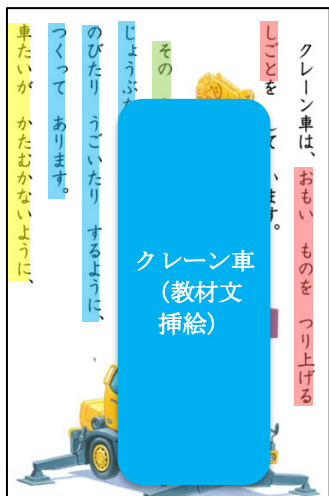 クレーン車は、おもい ものを つり上げる
しごとを います。
その
じょうぶな
のびたり うごいたり するように、
つくって あります。
車たいが かたむかないように、
クレーン車
（教材文
挿絵）